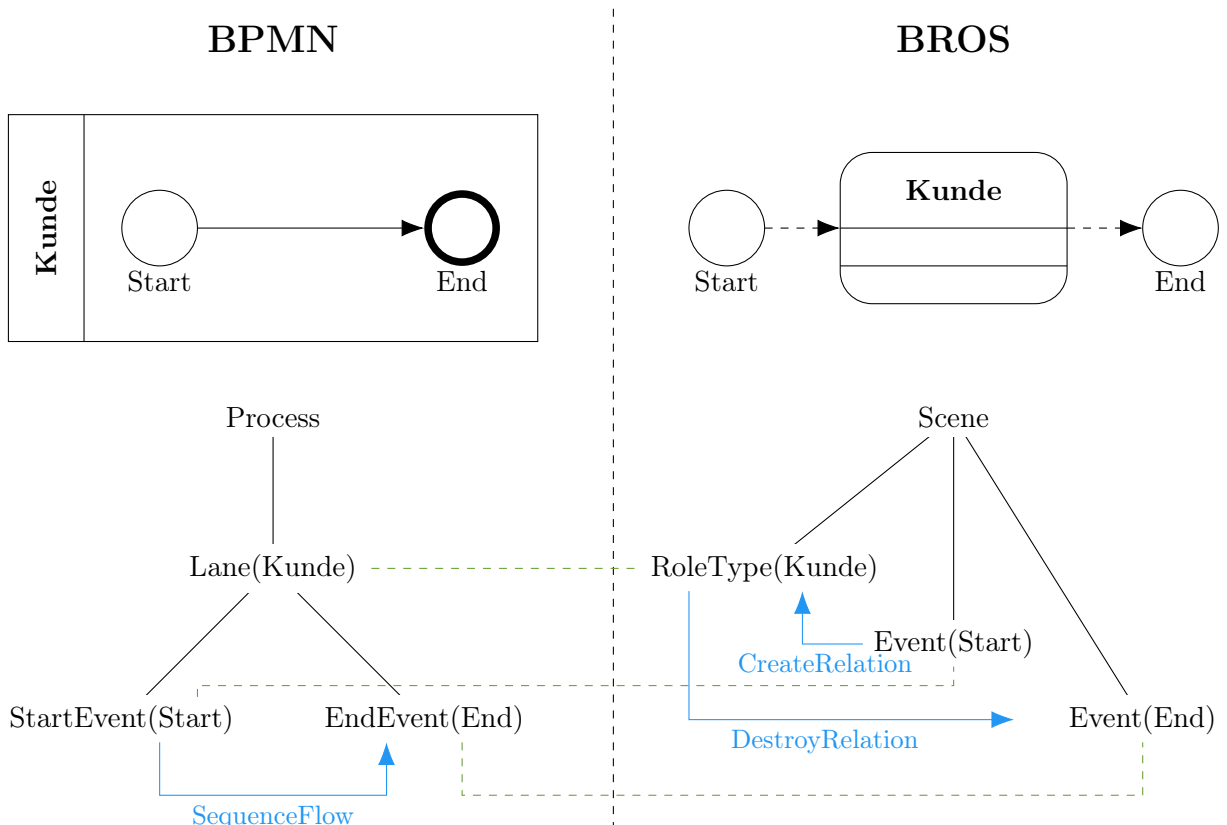 BPMN
BROS
Kunde
Start
End
Kunde
Start
End
Process
Lane(Kunde)
StartEvent(Start)
EndEvent(End)
SequenceFlow
Scene
RoleType(Kunde)
Event(Start)
CreateRelation
Event(End)
DestroyRelation